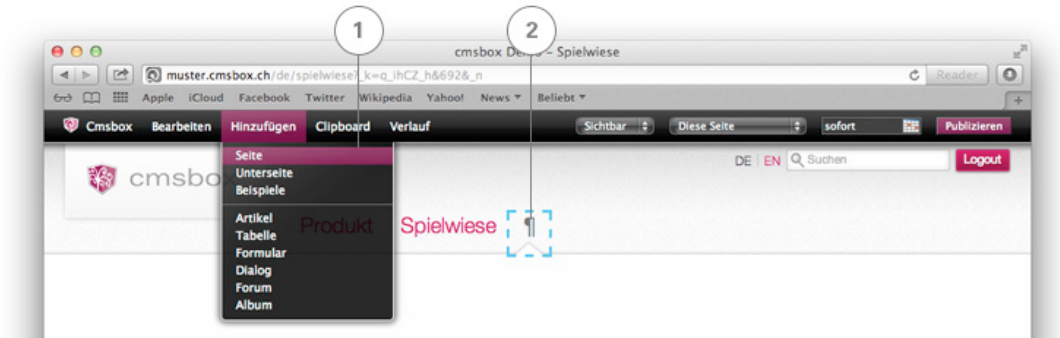 1
2
cmsbox De – Spielwiese
muster.cmsbox.ch/de/spielwiese?_k=q_ihCZ_h&692&_n
Reader
Apple iCloud Facebook Twitter Wikipedia Yahoo! News Beliebt
Cmsbox Bearbeiten Hinzufügen Clipboard Verlauf Sichtbar Diese Seite sofort Publizieren
Seite
Unterseite
Beispiele
Artikel
Tabelle
Formular
Dialog
Forum
Album
cmsbo
DE EN Suchen Logout
Produkt Spielwiese ¶